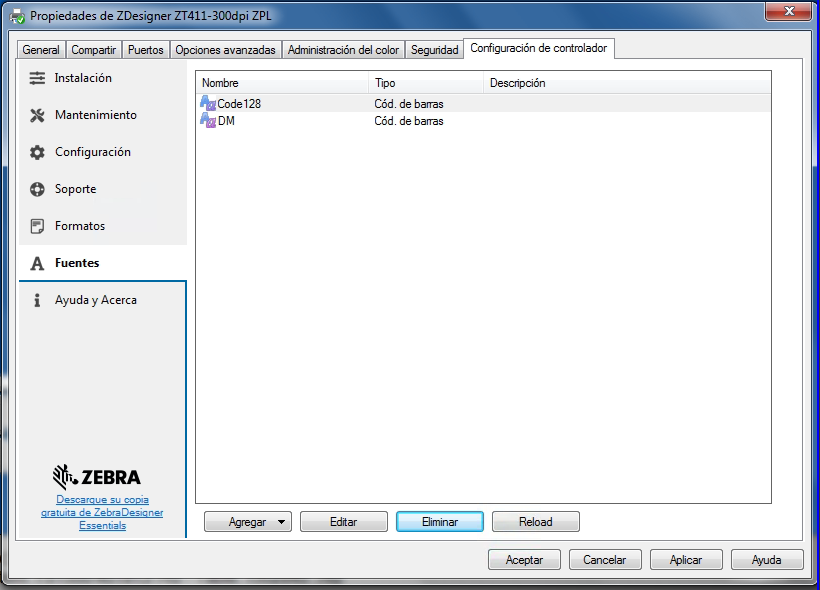 Propiedades de ZDesigner ZT411-300dpi ZPL
General Compartir Puertos Opciones avanzadas Administración del color Seguridad Configuración de controlador
Instalación
Mantenimiento
Configuración
Soporte
Formatos
Fuentes
Ayuda y Acerca
ZEBRA
Descargue su copia
gratuita de ZebraDesigner
Essentials
Nombre Tipo Descripción
Code128 Cód. de barras
DM Cód. de barras
Agregar Editar Eliminar Reload
Aceptar Cancelar Aplicar Ayuda